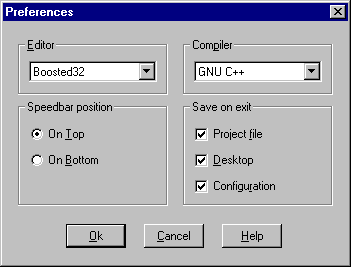 Preferences
Editor
Compiler
Boosted32
GNU C++
Speedbar position
Save on exit
On Top
Project file
On Bottom
Desktop
Configuration
Ok
Cancel
Help